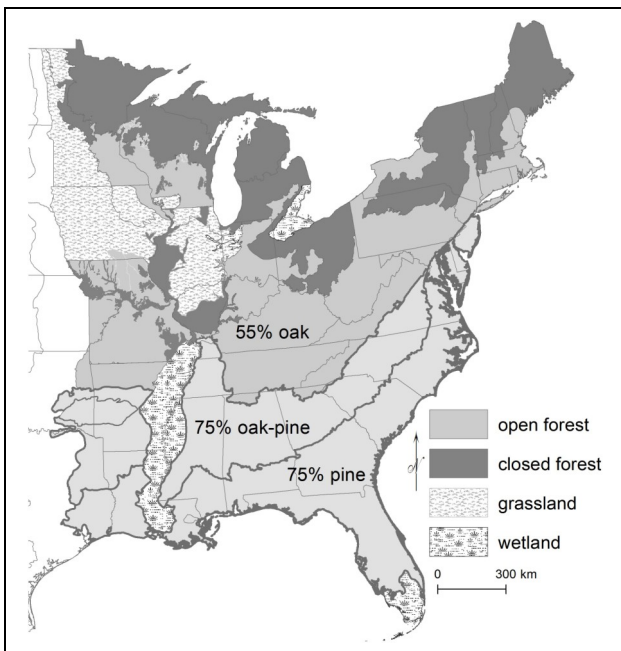 55% oak
75% oak-pine
75% pine
open forest
closed forest
grassland
wetland
N
0 300 km